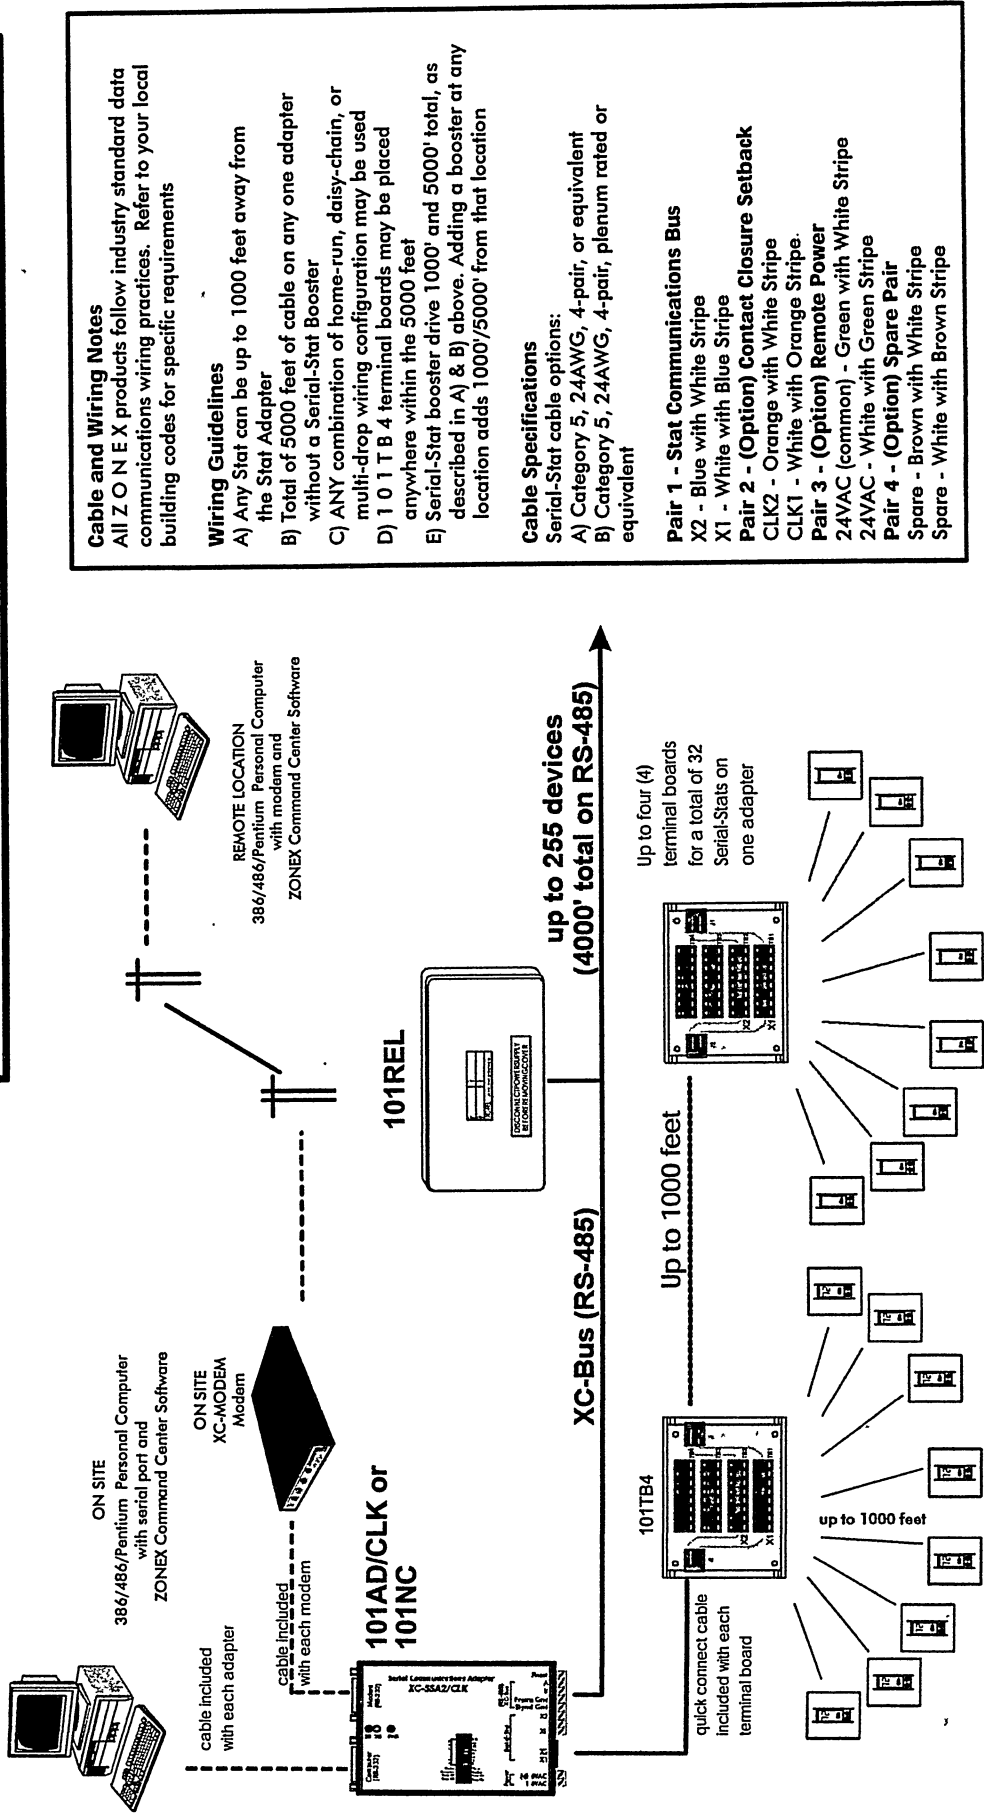 ON SITE
386/486/Pentium Personal Computer
with serial port and
ZONEX Command Center Software
cable included
with each adapter
ON SITE
XC-MODEM
Modem
cable included
with each modem
REMOTE LOCATION
386/486/Pentium Personal Computer
with modem and
ZONEX Command Center Software
101AD/CLK or
101NC
Serial Communications Adapter
XC-SSA2/CLK
101REL
DISCONNECT POWER SUPPLY
BEFORE REMOVING COVER
XC-Bus (RS-485)
up to 255 devices
(4000' total on RS-485)
quick connect cable
included with each
terminal board
101TB4
X2
X1
Up to 1000 feet
X2
X1
Up to four (4)
terminal boards
for a total of 32
Serial-Stats on
one adapter
up to 1000 feet
Cable and Wiring Notes
All Z O N E X products follow industry standard data
communications wiring practices. Refer to your local
building codes for specific requirements
Wiring Guidelines
A) Any Stat can be up to 1000 feet away from
the Stat Adapter
B) Total of 5000 feet of cable on any one adapter
without a Serial-Stat Booster
C) ANY combination of home-run, daisy-chain, or
multi-drop wiring configuration may be used
D) 1 0 1 T B 4 terminal boards may be placed
anywhere within the 5000 feet
E) Serial-Stat booster drive 1000' and 5000' total, as
described in A) & B) above. Adding a booster at any
location adds 1000'/5000' from that location
Cable Specifications
Serial-Stat cable options:
A) Category 5, 24AWG, 4-pair, or equivalent
B) Category 5, 24AWG, 4-pair, plenum rated or
equivalent
Pair 1 - Stat Communications Bus
X2 - Blue with White Stripe
X1 - White with Blue Stripe
Pair 2 - (Option) Contact Closure Setback
CLK2 - Orange with White Stripe
CLK1 - White with Orange Stripe.
Pair 3 - (Option) Remote Power
24VAC (common) - Green with White Stripe
24VAC - White with Green Stripe
Pair 4 - (Option) Spare Pair
Spare - Brown with White Stripe
Spare - White with Brown Stripe